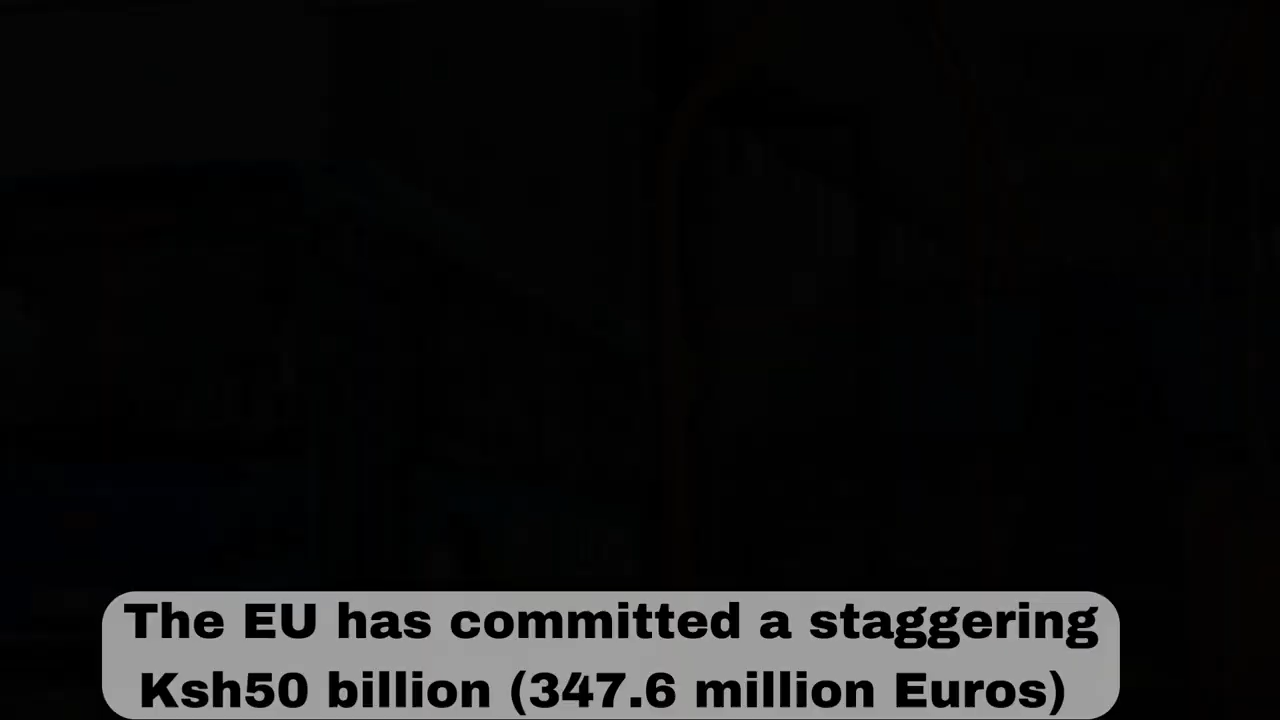 The EU has committed a staggering
Ksh50 billion (347.6 million Euros)